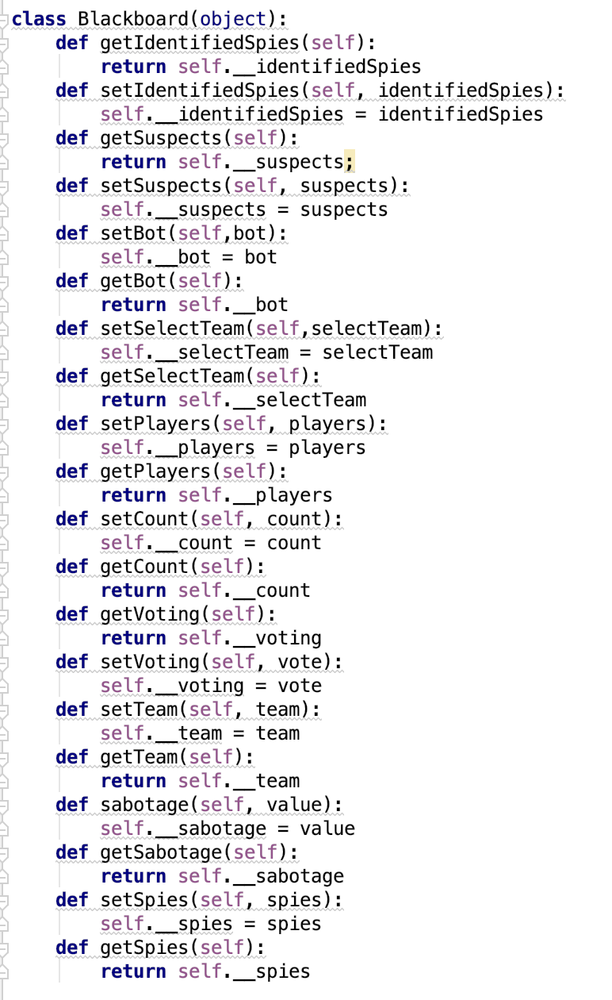 class Blackboard(object):
    def getIdentifiedSpies(self):
        return self.__identifiedSpies
    def setIdentifiedSpies(self, identifiedSpies):
        self.__identifiedSpies = identifiedSpies
    def getSuspects(self):
        return self.__suspects;
    def setSuspects(self, suspects):
        self.__suspects = suspects
    def setBot(self,bot):
        self.__bot = bot
    def getBot(self):
        return self.__bot
    def setSelectTeam(self,selectTeam):
        self.__selectTeam = selectTeam
    def getSelectTeam(self):
        return self.__selectTeam
    def setPlayers(self, players):
        self.__players = players
    def getPlayers(self):
        return self.__players
    def setCount(self, count):
        self.__count = count
    def getCount(self):
        return self.__count
    def getVoting(self):
        return self.__voting
    def setVoting(self, vote):
        self.__voting = vote
    def setTeam(self, team):
        self.__team = team
    def getTeam(self):
        return self.__team
    def sabotage(self, value):
        self.__sabotage = value
    def getSabotage(self):
        return self.__sabotage
    def setSpies(self, spies):
        self.__spies = spies
    def getSpies(self):
        return self.__spies